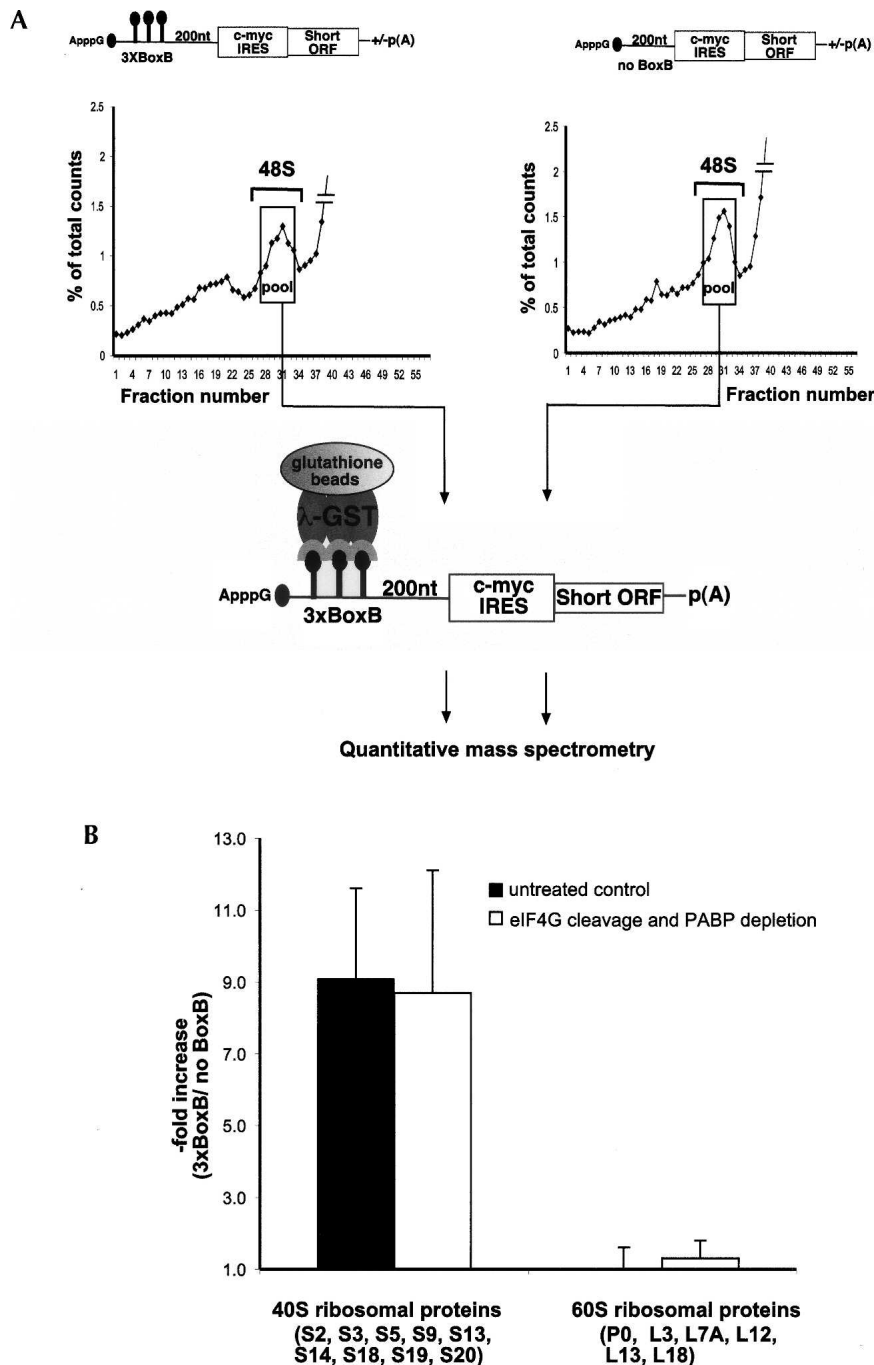 A
ApppG
3XBoxB
200nt
c-myc
IRES
Short
ORF
+/-p(A)
ApppG
200nt
no BoxB
c-myc
IRES
Short
ORF
+/-p(A)
% of total counts
2.5
2
1.5
1
0.5
0
48S
pool
1 4 7 10 13 16 19 22 25 28 31 34 37 40 43 46 49 52 55
Fraction number
% of total counts
2.5
2
1.5
1
0.5
0
48S
pool
1 4 7 10 13 16 19 22 25 28 31 34 37 40 43 46 49 52 55
Fraction number
glutathione
beads
λ-GST
ApppG
3xBoxB
200nt
c-myc
IRES
Short ORF
p(A)
Quantitative mass spectrometry
B
-fold increase
(3xBoxB/ no BoxB)
13.0
11.0
9.0
7.0
5.0
3.0
1.0
untreated control
eIF4G cleavage and PABP depletion
40S ribosomal proteins
(S2, S3, S5, S9, S13,
S14, S18, S19, S20)
60S ribosomal proteins
(P0, L3, L7A, L12,
L13, L18)